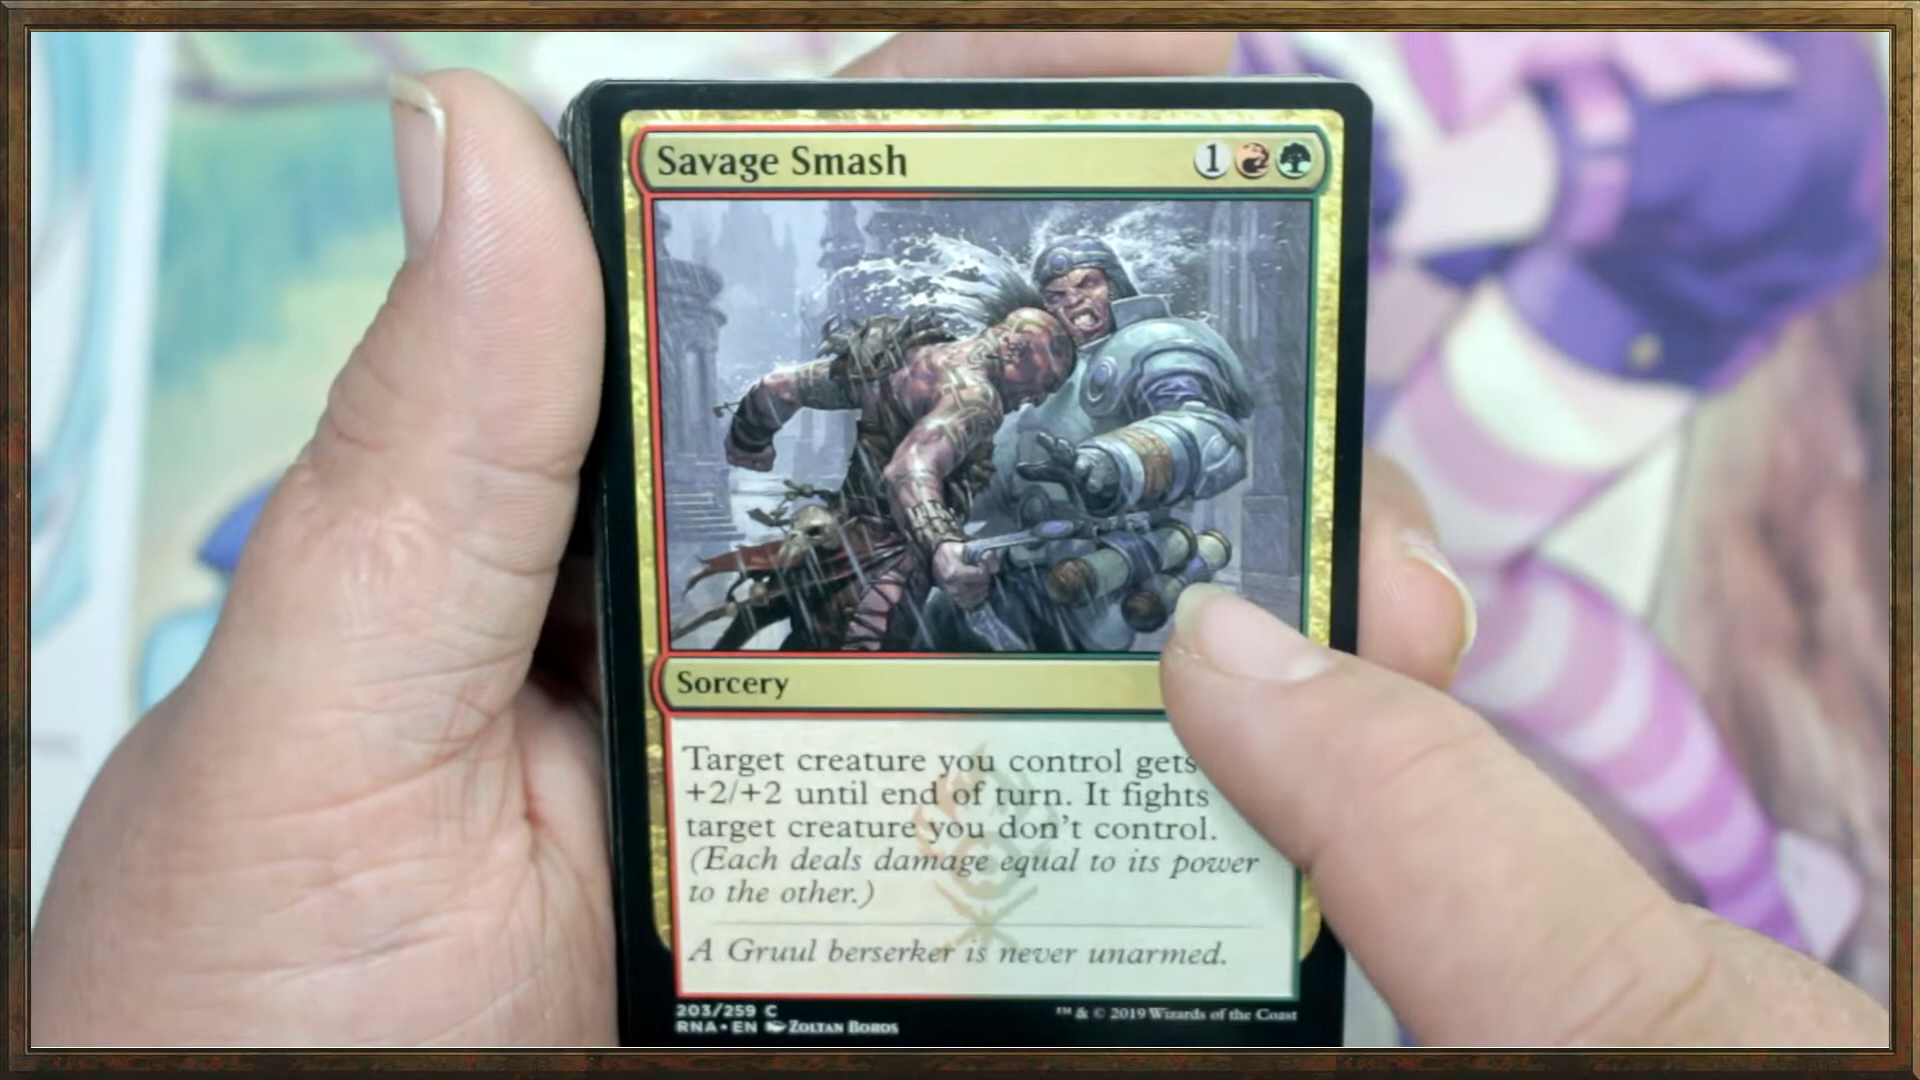 Savage Smash 1
Sorcery
Target creature you control gets
+2/+2 until end of turn. It fights
target creature you don't control.
(Each deals damage equal to its power
to the other.)
A Gruul berserker is never unarmed.
203/259 C
RNA • EN Zoltan Boros
™ & © 2019 Wizards of the Coast